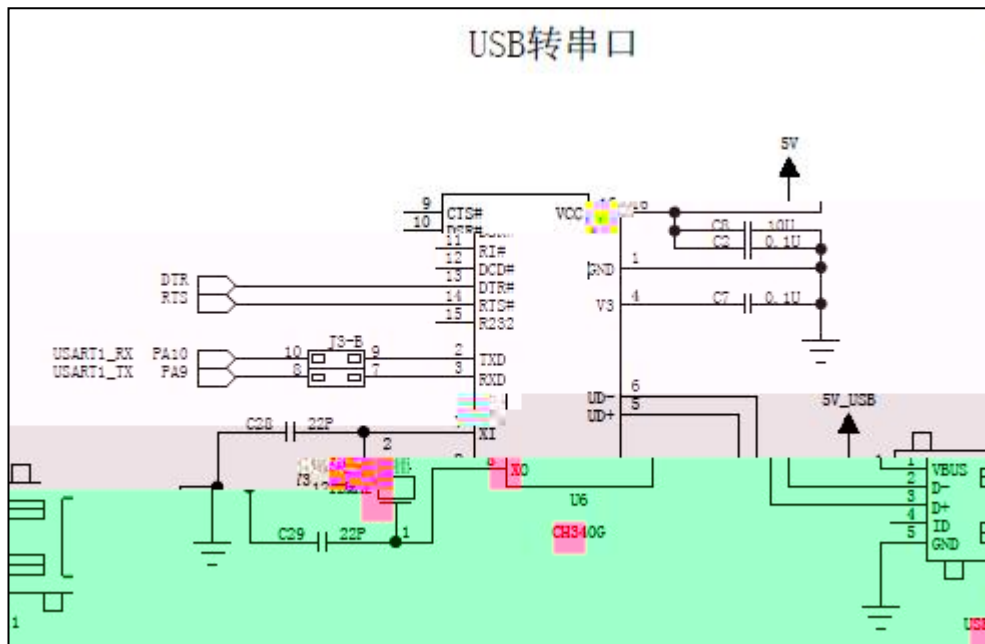 USB转串口
5V
9 CTS# VCC
10
C8 10U
11 C2 0.1U
12 RI#
13 DCD# GND 1
DTR 14 DTR#
RTS 15 RTS# V3 4 C7 0.1U
R232
J3-B
USART1_RX PA10 10 9 2 TXD
USART1_TX PA9 8 7 3 RXD
UD- 6
UD+ 5 5V_USB
C28 22P XI
2
XO 1 VBUS
2 D-
U6 3 D+
4 ID
C29 22P 1 CH340G 5 GND
1